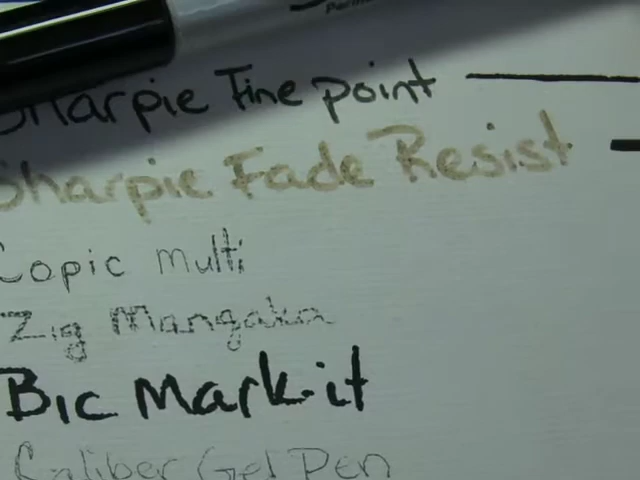 Sharpie Fine point
Sharpie Fade Resist
Copic Multi
Zig Mangaka
Bic Mark-it
Caliber Gel Pen